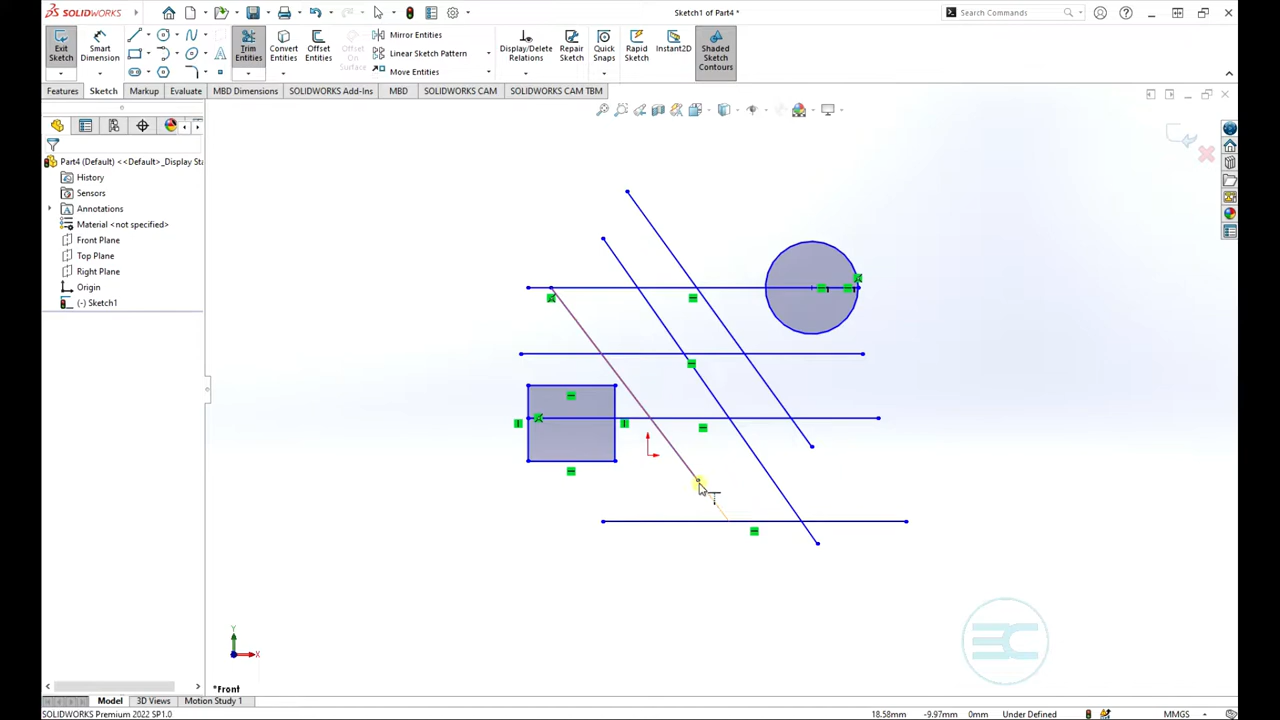 SOLIDWORKS
Sketch1 of Part4 *
Search Commands
Exit Sketch
Smart Dimension
Trim Entities
Convert Entities
Offset Entities
Offset On Surface
Mirror Entities
Linear Sketch Pattern
Move Entities
Display/Delete Relations
Repair Sketch
Quick Snaps
Rapid Sketch
Instant2D
Shaded Sketch Contours
Features
Sketch
Markup
Evaluate
MBD Dimensions
SOLIDWORKS Add-Ins
MBD
SOLIDWORKS CAM
SOLIDWORKS CAM TBM
Part4 (Default) <<Default>_Display Sta
History
Sensors
Annotations
Material <not specified>
Front Plane
Top Plane
Right Plane
Origin
(-) Sketch1
Y
X
*Front
Model
3D Views
Motion Study 1
SOLIDWORKS Premium 2022 SP1.0
18.58mm
-9.97mm
0mm
Under Defined
MMGS